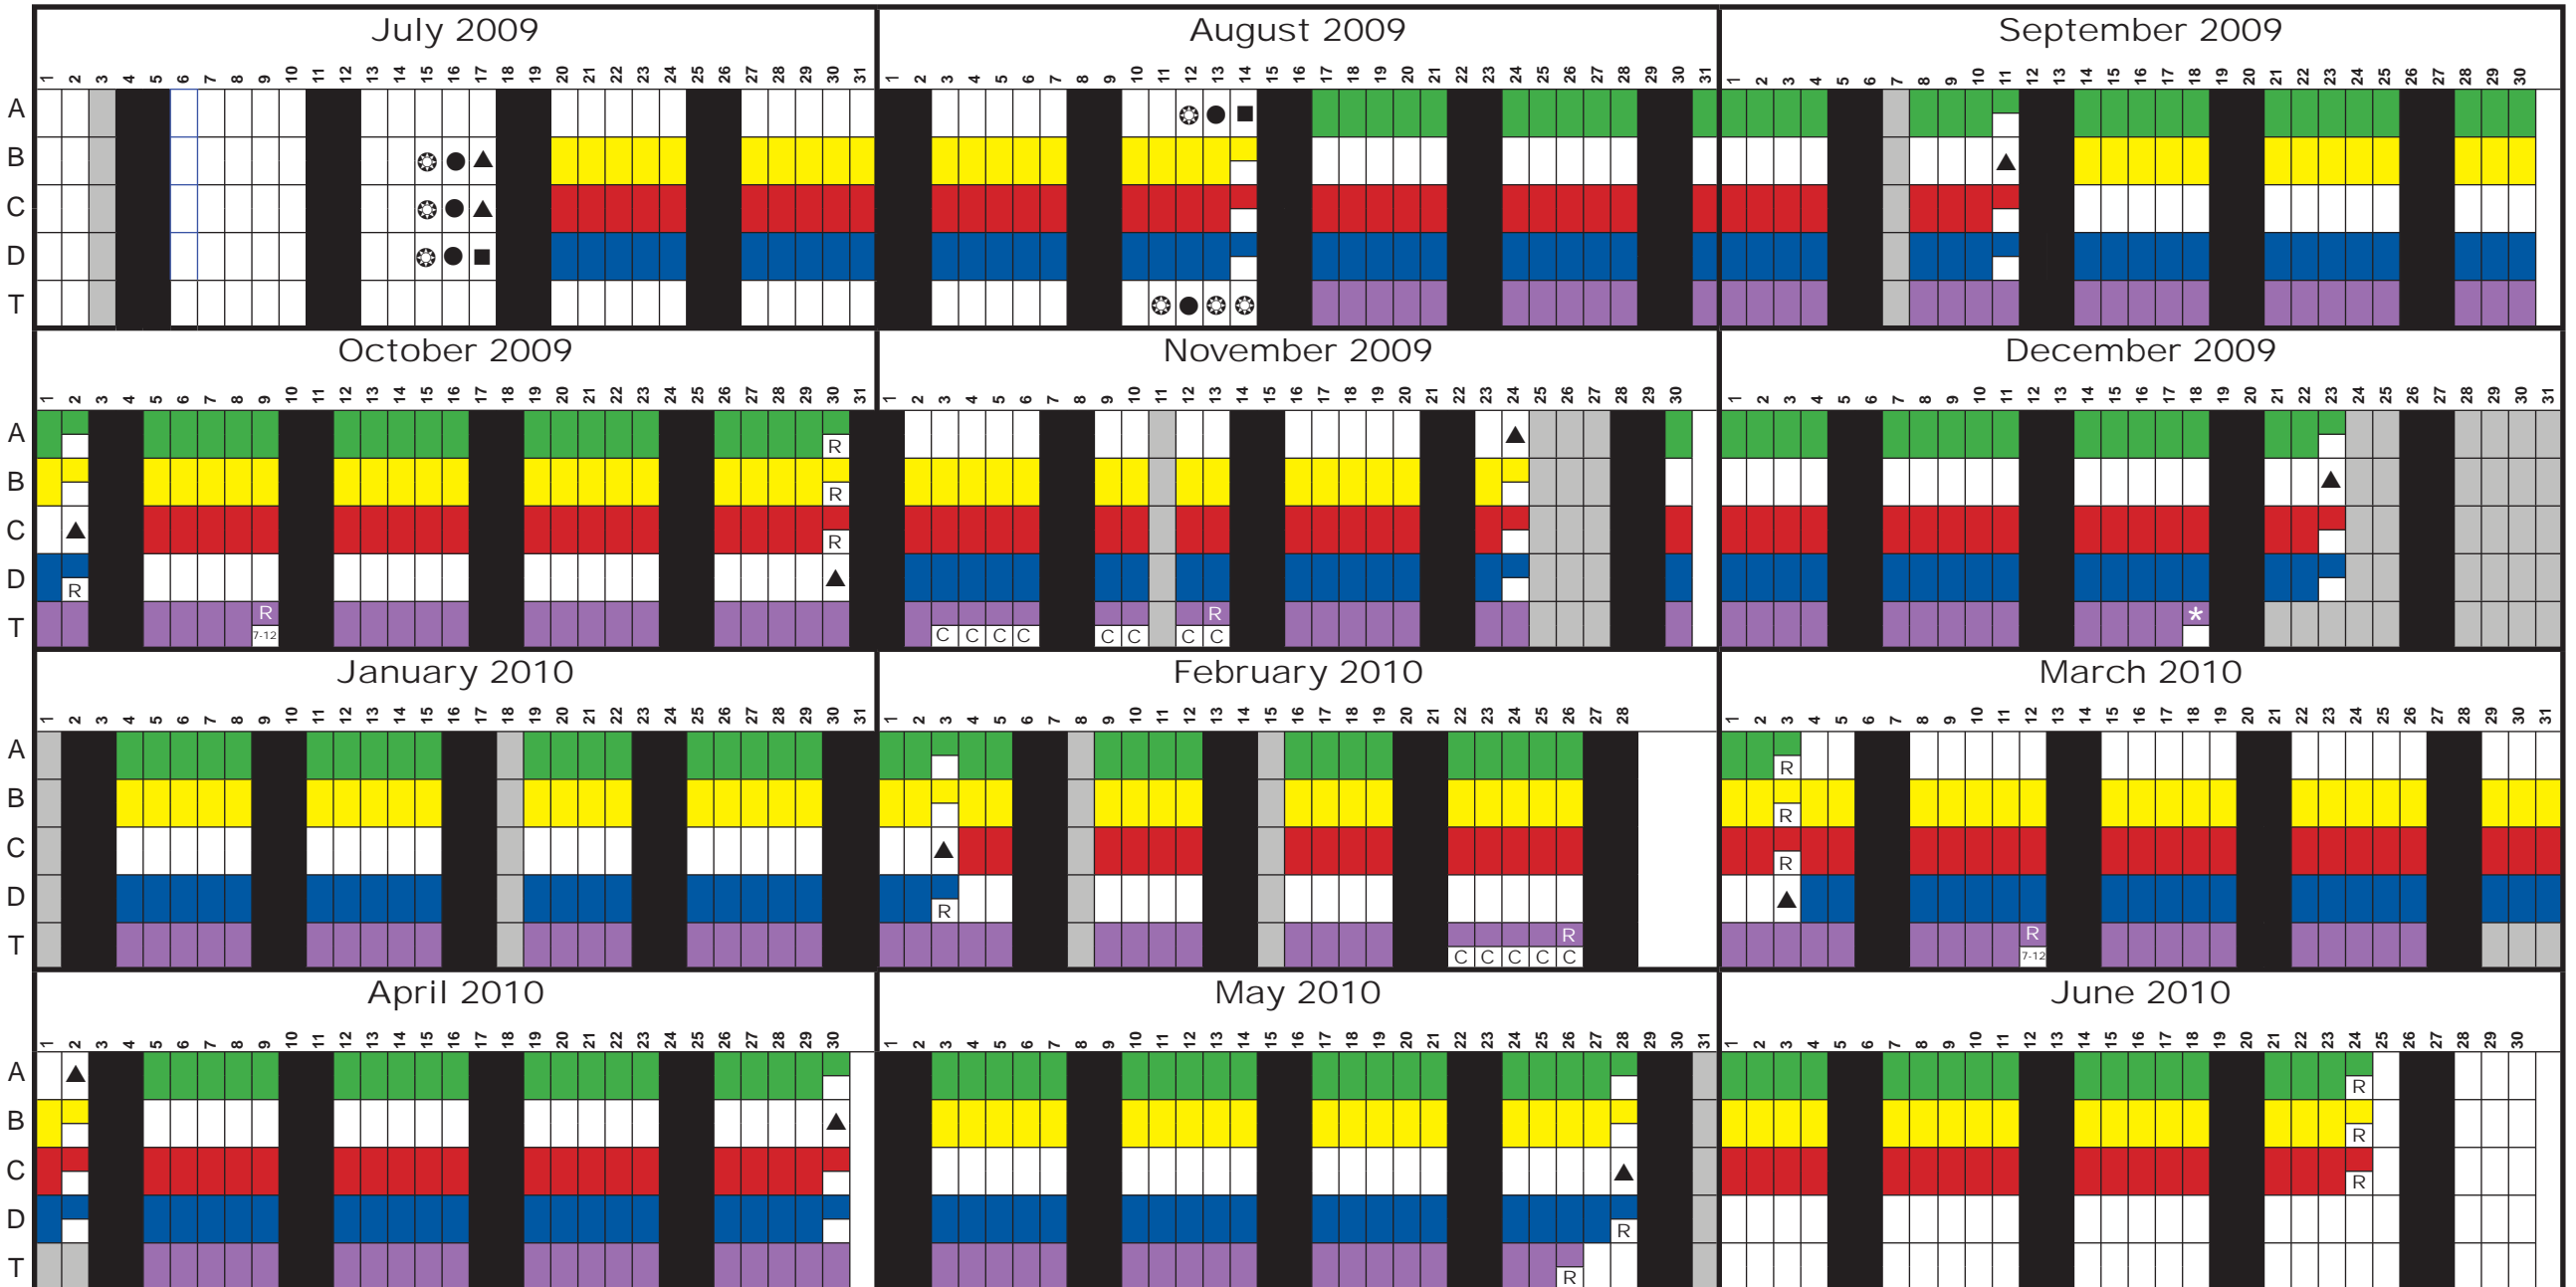 July 2009 August 2009 September 2009
1 2 3 4 5 6 7 8 9 10 11 12 13 14 15 16 17 18 19 20 21 22 23 24 25 26 27 28 29 30 31 1 2 3 4 5 6 7 8 9 10 11 12 13 14 15 16 17 18 19 20 21 22 23 24 25 26 27 28 29 30 31 1 2 3 4 5 6 7 8 9 10 11 12 13 14 15 16 17 18 19 20 21 22 23 24 25 26 27 28 29 30
A
B
C
D
T
October 2009 November 2009 December 2009
1 2 3 4 5 6 7 8 9 10 11 12 13 14 15 16 17 18 19 20 21 22 23 24 25 26 27 28 29 30 31 1 2 3 4 5 6 7 8 9 10 11 12 13 14 15 16 17 18 19 20 21 22 23 24 25 26 27 28 29 30 1 2 3 4 5 6 7 8 9 10 11 12 13 14 15 16 17 18 19 20 21 22 23 24 25 26 27 28 29 30 31
A R
B R
C R
D R
T R R *
7-12 C C C C C C C C
January 2010 February 2010 March 2010
1 2 3 4 5 6 7 8 9 10 11 12 13 14 15 16 17 18 19 20 21 22 23 24 25 26 27 28 29 30 31 1 2 3 4 5 6 7 8 9 10 11 12 13 14 15 16 17 18 19 20 21 22 23 24 25 26 27 28 1 2 3 4 5 6 7 8 9 10 11 12 13 14 15 16 17 18 19 20 21 22 23 24 25 26 27 28 29 30 31
A R
B R
C R
D R
T R R
C C C C C 7-12
April 2010 May 2010 June 2010
1 2 3 4 5 6 7 8 9 10 11 12 13 14 15 16 17 18 19 20 21 22 23 24 25 26 27 28 29 30 1 2 3 4 5 6 7 8 9 10 11 12 13 14 15 16 17 18 19 20 21 22 23 24 25 26 27 28 29 30 31 1 2 3 4 5 6 7 8 9 10 11 12 13 14 15 16 17 18 19 20 21 22 23 24 25 26 27 28 29 30
A R
B R
C R
D R
T R